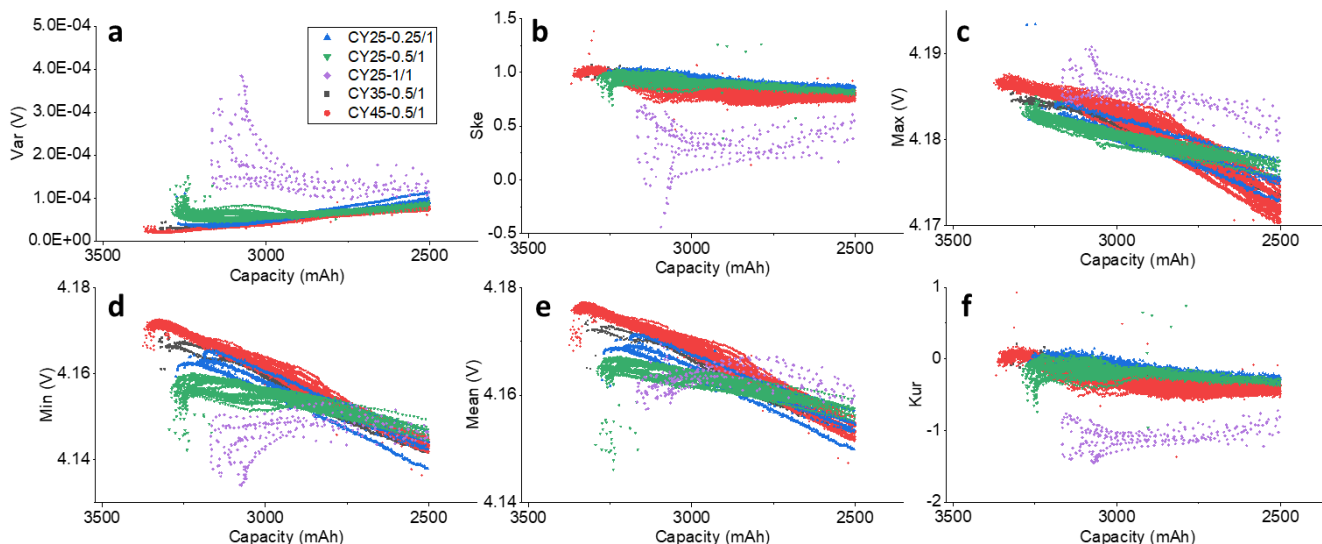 a
5.0E-04
4.0E-04
3.0E-04
2.0E-04
1.0E-04
0.0E+00
Var (V)
CY25-0.25/1
CY25-0.5/1
CY25-1/1
CY35-0.5/1
CY45-0.5/1
3500 3000 2500
Capacity (mAh)
b
1.5
1.0
0.5
0.0
-0.5
Ske
3500 3000 2500
Capacity (mAh)
c
4.19
4.18
4.17
Max (V)
3500 3000 2500
Capacity (mAh)
d
4.18
4.16
4.14
Min (V)
3500 3000 2500
Capacity (mAh)
e
4.18
4.16
4.14
Mean (V)
3500 3000 2500
Capacity (mAh)
f
1
0
-1
-2
Kur
3500 3000 2500
Capacity (mAh)